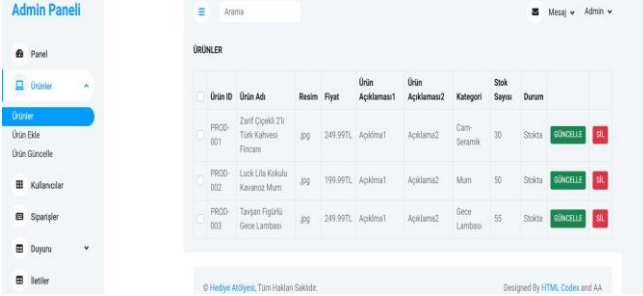 Admin Paneli
Arama
Mesaj
Admin
Panel
Ürünler
Ürünler
Ürün Ekle
Ürün Güncelle
Kullanıcılar
Siparişler
Duyuru
İletiler
ÜRÜNLER
Ürün ID Ürün Adı Resim Fiyat Ürün Açıklaması1 Ürün Açıklaması2 Kategori Stok Sayısı Durum
PROD-001 Zarif Çiçekli 2'li Türk Kahvesi Fincanı .jpg 249.99TL Açıklma1 Açıklama2 Cam-Seramik 30 Stokta GÜNCELLE SİL
PROD-002 Luck Lila Kokulu Kavanoz Mum .jpg 199.99TL Açıklma1 Açıklama2 Mum 50 Stokta GÜNCELLE SİL
PROD-003 Tavşan Figürlü Gece Lambası .jpg 249.99TL Açıklma1 Açıklama2 Gece Lambası 55 Stokta GÜNCELLE SİL
© Hediye Atölyesi, Tüm Hakları Saklıdır.
Designed By HTML Codex and AA